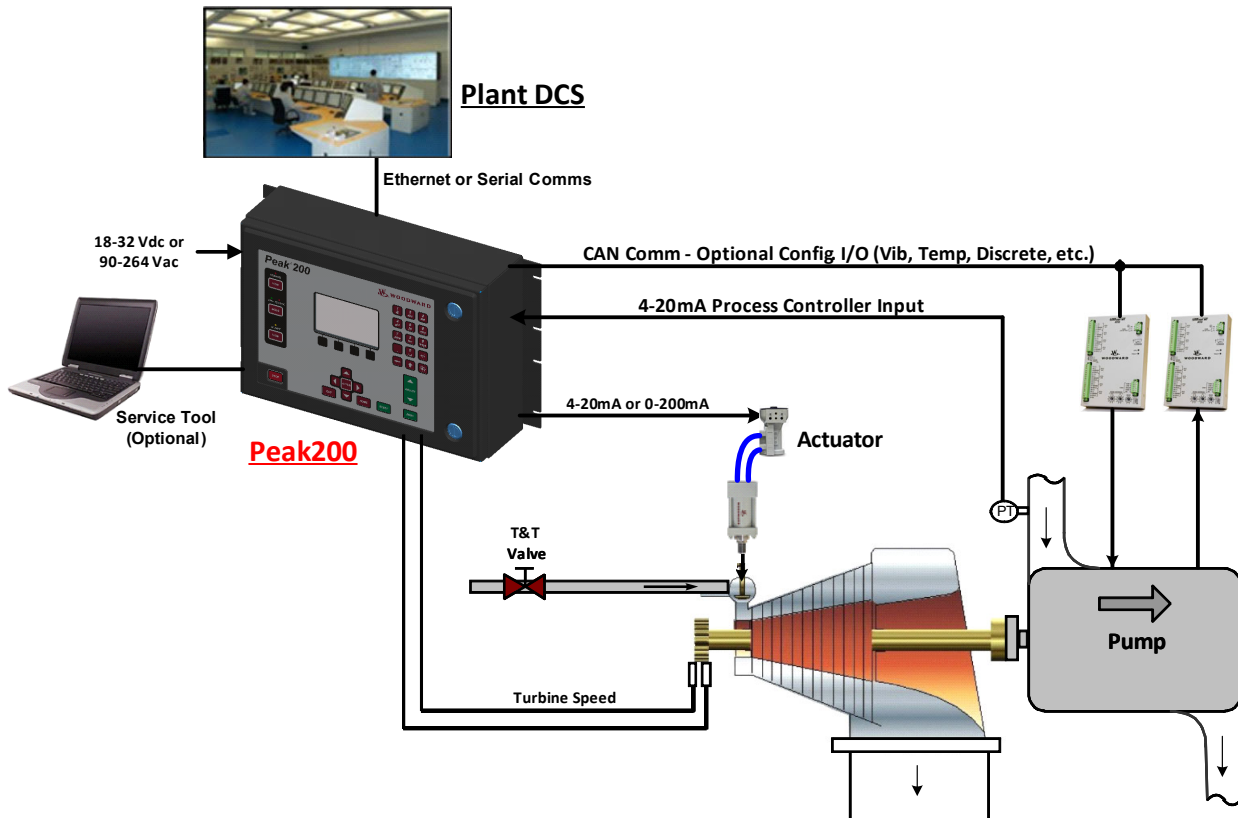 Plant DCS
Ethernet or Serial Comms
18-32 Vdc or
90-264 Vac
Peak 200
WOODWARD
CAN Comm - Optional Config, I/O (Vib, Temp, Discrete, etc.)
4-20mA Process Controller Input
WOODWARD
WOODWARD
4-20mA or 0-200mA
Actuator
Service Tool
(Optional)
Peak200
PT
T&T
Valve
Pump
Turbine Speed